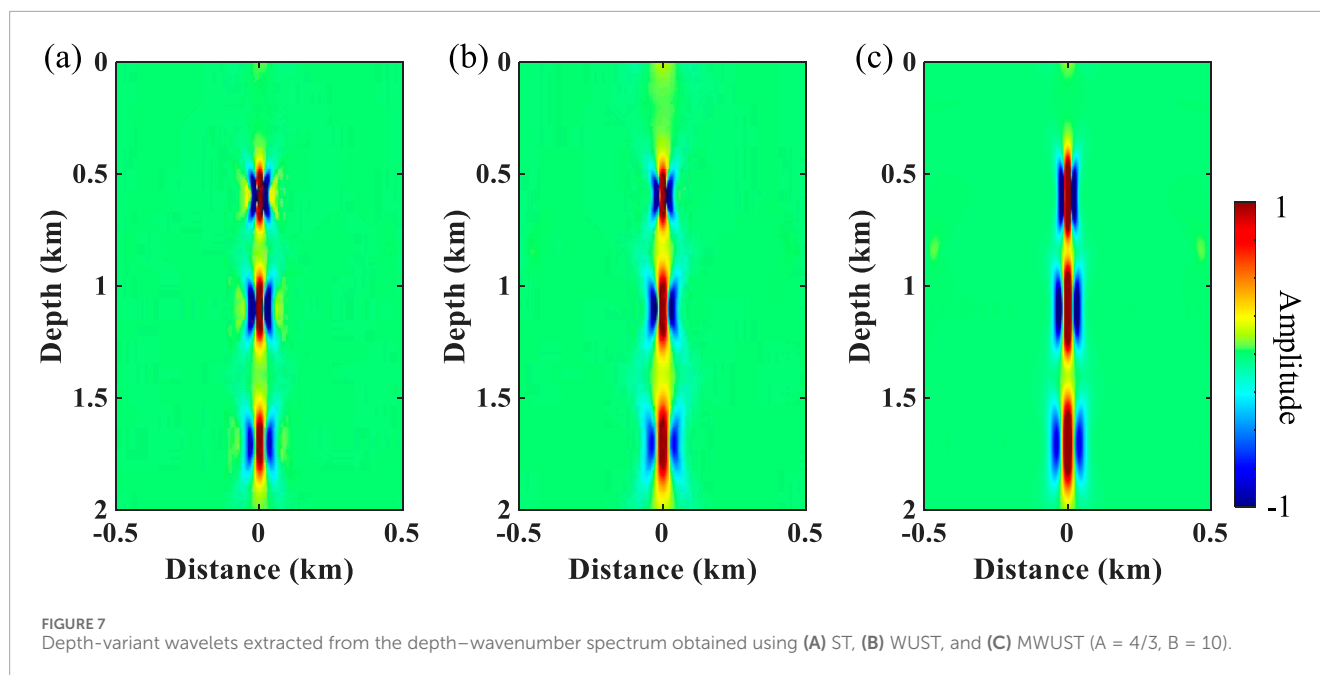 (a)
(b)
(c)
0
0
0
0.5
0.5
0.5
1
1
1
1.5
1.5
1.5
2
2
2
Depth (km)
Depth (km)
Depth (km)
-0.5 0 0.5
-0.5 0 0.5
-0.5 0 0.5
Distance (km)
Distance (km)
Distance (km)
1
-1
Amplitude
FIGURE 7
Depth-variant wavelets extracted from the depth–wavenumber spectrum obtained using (A) ST, (B) WUST, and (C) MWUST (A = 4/3, B = 10).